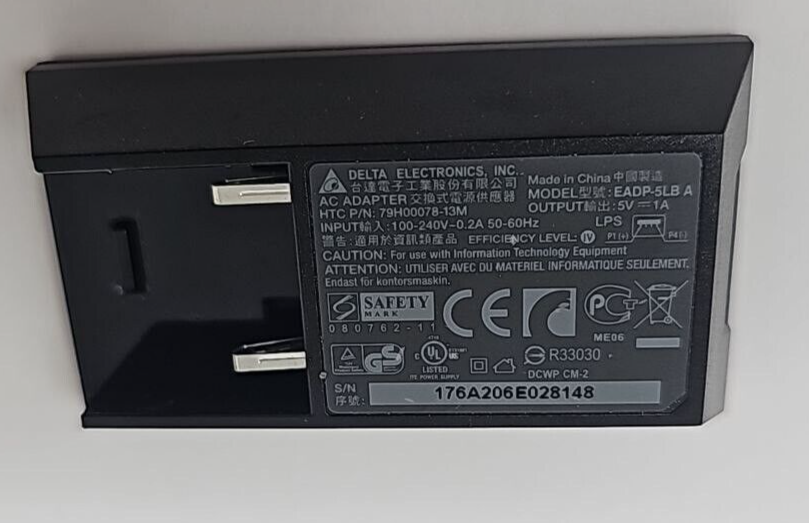 DELTA ELECTRONICS, INC.
台達電子工業股份有限公司
Made in China 中國製造
AC ADAPTER 交換式電源供應器
MODEL型號: EADP-5LB A
HTC P/N: 79H00078-13M
OUTPUT輸出: 5V 1A
INPUT輸入: 100-240V~0.2A 50-60Hz
LPS
P1(+) P4(-)
警告: 適用於資訊類產品 EFFICIENCY LEVEL: IV
CAUTION: For use with Information Technology Equipment
ATTENTION: UTILISER AVEC DU MATERIEL INFORMATIQUE SEULEMENT.
Endast för kontorsmaskin.
SAFETY
MARK
080762-11
CE
ME06
GS
c UL us
LISTED
ITE POWER SUPPLY
R33030
DCWP CM-2
S/N
序號:
176A206E028148